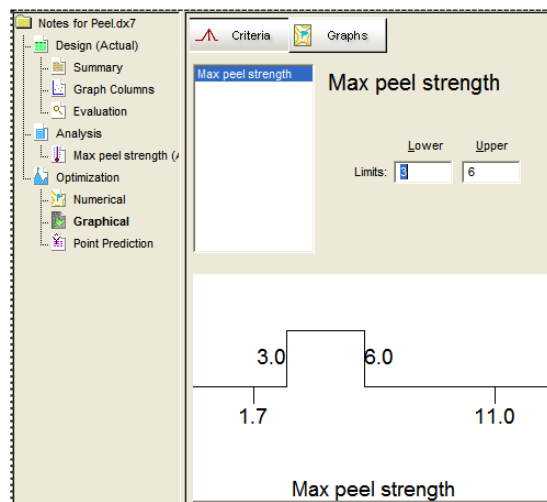 Notes for Peel.dx7
Design (Actual)
Summary
Graph Columns
Evaluation
Analysis
Max peel strength (A
Optimization
Numerical
Graphical
Point Prediction
Criteria
Graphs
Max peel strength
Max peel strength
Lower Upper
Limits: 3 6
3.0 6.0
1.7 11.0
Max peel strength